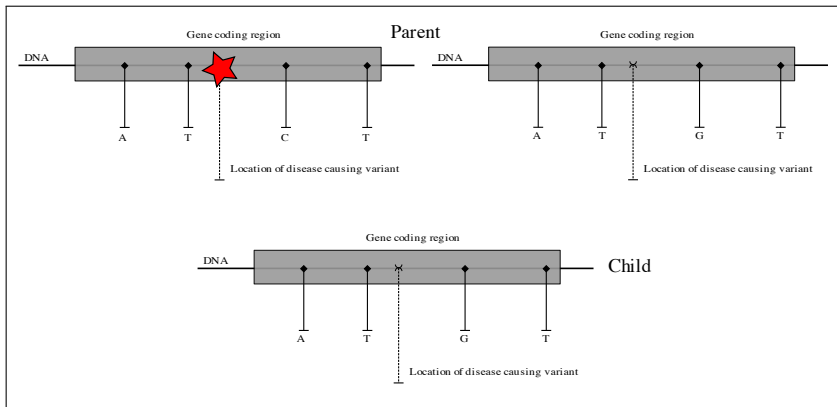 Parent
Gene coding region
DNA
A T C T
Location of disease causing variant
Gene coding region
DNA
A T G T
Location of disease causing variant
Gene coding region
DNA
Child
A T G T
Location of disease causing variant